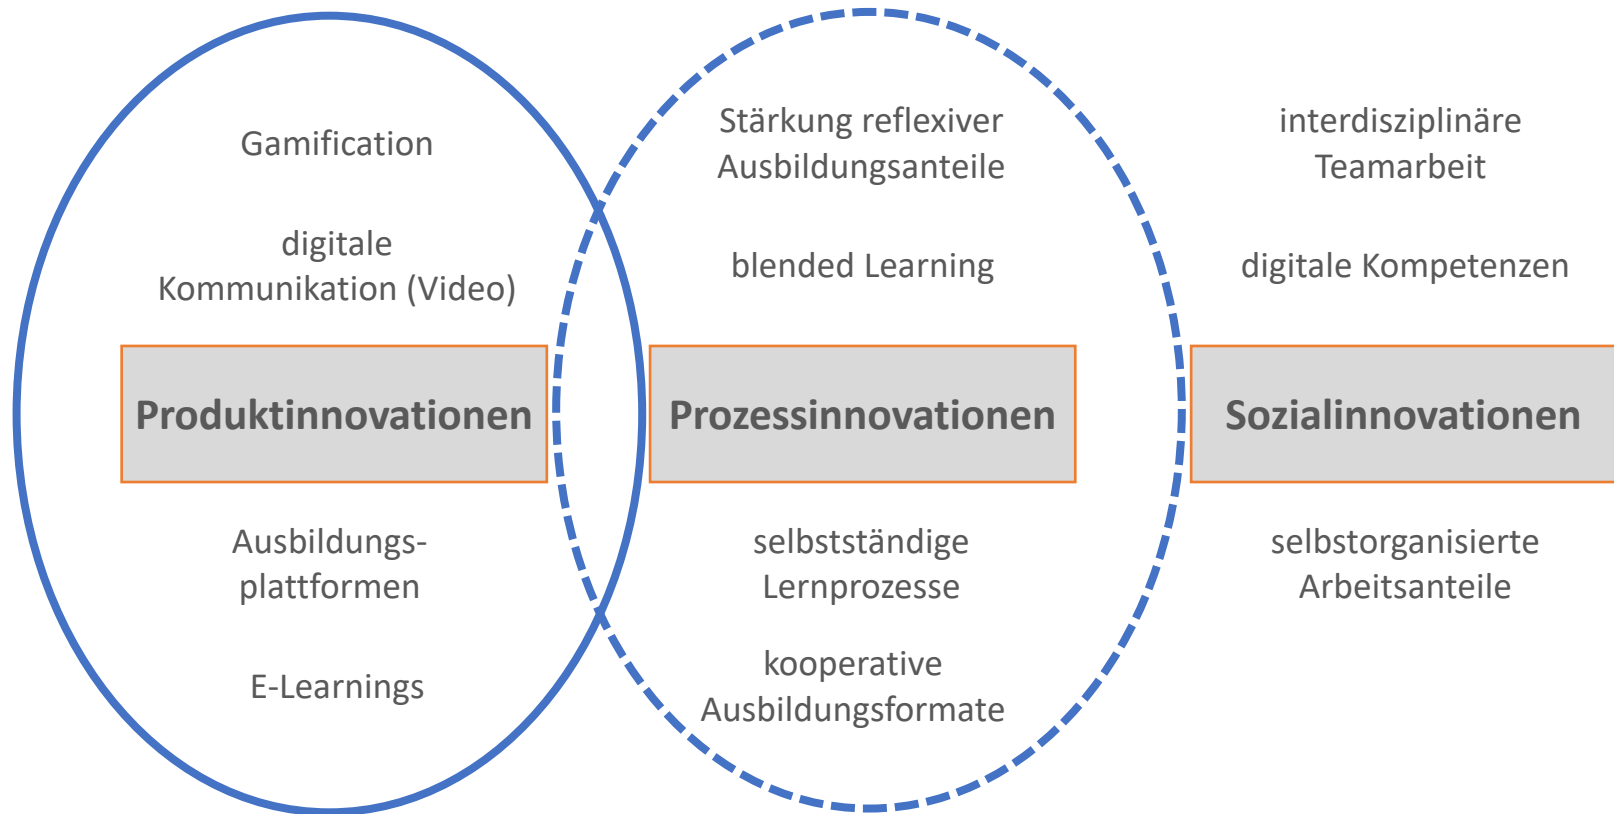 Gamification
digitale
Kommunikation (Video)
Produktinnovationen
Ausbildungs-
plattformen
E-Learnings
Stärkung reflexiver
Ausbildungsanteile
blended Learning
Prozessinnovationen
selbstständige
Lernprozesse
kooperative
Ausbildungsformate
interdisziplinäre
Teamarbeit
digitale Kompetenzen
Sozialinnovationen
selbstorganisierte
Arbeitsanteile